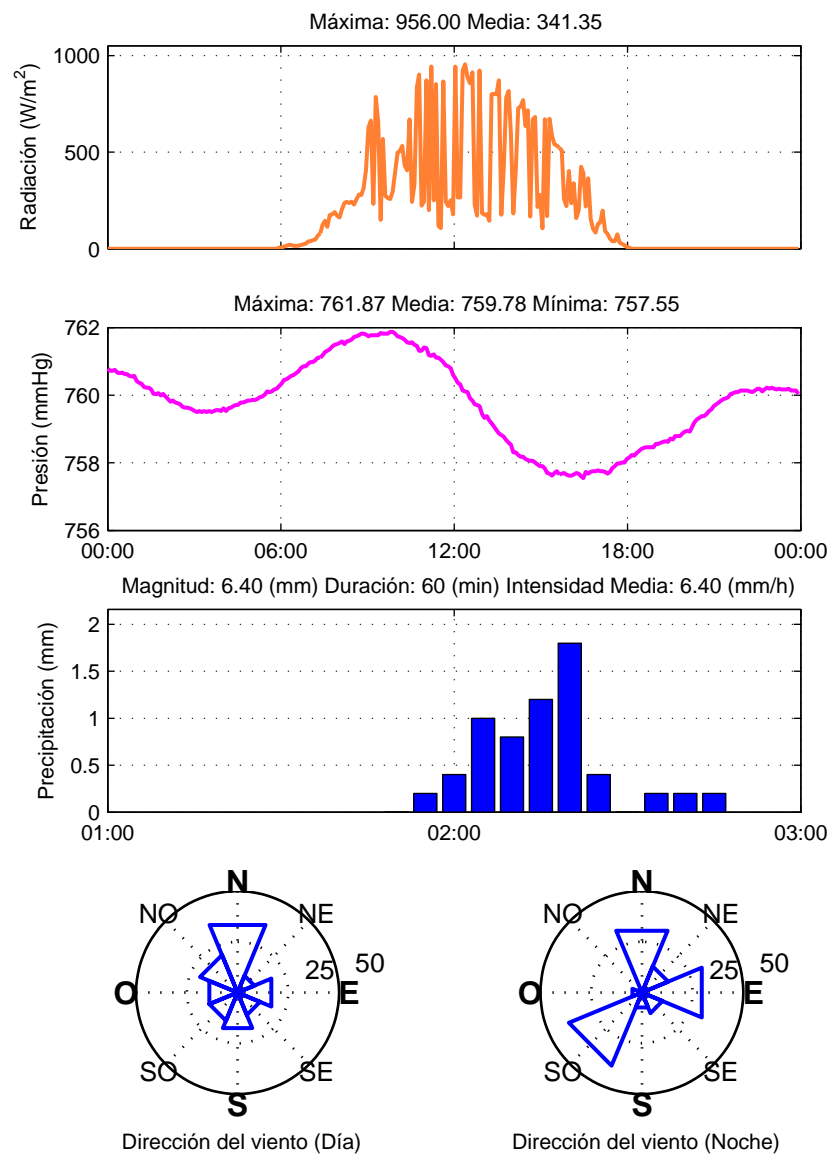 Máxima: 956.00 Media: 341.35
1000
500
0
Radiación (W/m²)
Máxima: 761.87 Media: 759.78 Mínima: 757.55
762
760
758
756
Presión (mmHg)
00:00 06:00 12:00 18:00 00:00
Magnitud: 6.40 (mm) Duración: 60 (min) Intensidad Media: 6.40 (mm/h)
2
1.5
1
0.5
0
Precipitación (mm)
01:00 02:00 03:00
N
NO NE
25 50
O E
SO SE
S
Dirección del viento (Día)
N
NO NE
25 50
O E
SO SE
S
Dirección del viento (Noche)